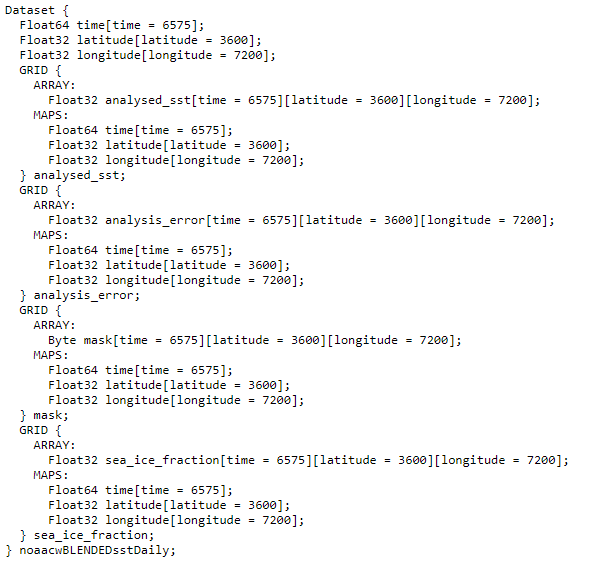 Dataset {
  Float64 time[time = 6575];
  Float32 latitude[latitude = 3600];
  Float32 longitude[longitude = 7200];
  GRID {
    ARRAY:
      Float32 analysed_sst[time = 6575][latitude = 3600][longitude = 7200];
    MAPS:
      Float64 time[time = 6575];
      Float32 latitude[latitude = 3600];
      Float32 longitude[longitude = 7200];
  } analysed_sst;
  GRID {
    ARRAY:
      Float32 analysis_error[time = 6575][latitude = 3600][longitude = 7200];
    MAPS:
      Float64 time[time = 6575];
      Float32 latitude[latitude = 3600];
      Float32 longitude[longitude = 7200];
  } analysis_error;
  GRID {
    ARRAY:
      Byte mask[time = 6575][latitude = 3600][longitude = 7200];
    MAPS:
      Float64 time[time = 6575];
      Float32 latitude[latitude = 3600];
      Float32 longitude[longitude = 7200];
  } mask;
  GRID {
    ARRAY:
      Float32 sea_ice_fraction[time = 6575][latitude = 3600][longitude = 7200];
    MAPS:
      Float64 time[time = 6575];
      Float32 latitude[latitude = 3600];
      Float32 longitude[longitude = 7200];
  } sea_ice_fraction;
} noaacwBLENDEDsstDaily;